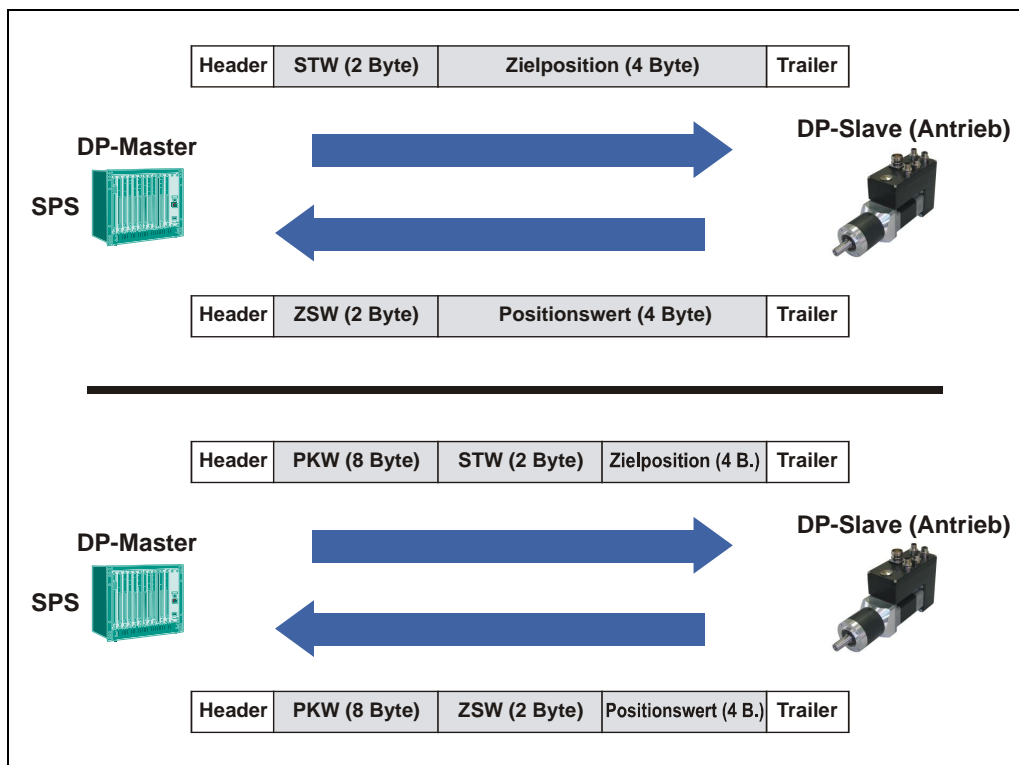 Header STW (2 Byte) Zielposition (4 Byte) Trailer
DP-Master
DP-Slave (Antrieb)
SPS
Header ZSW (2 Byte) Positionswert (4 Byte) Trailer
Header PKW (8 Byte) STW (2 Byte) Zielposition (4 B.) Trailer
DP-Master
DP-Slave (Antrieb)
SPS
Header PKW (8 Byte) ZSW (2 Byte) Positionswert (4 B.) Trailer